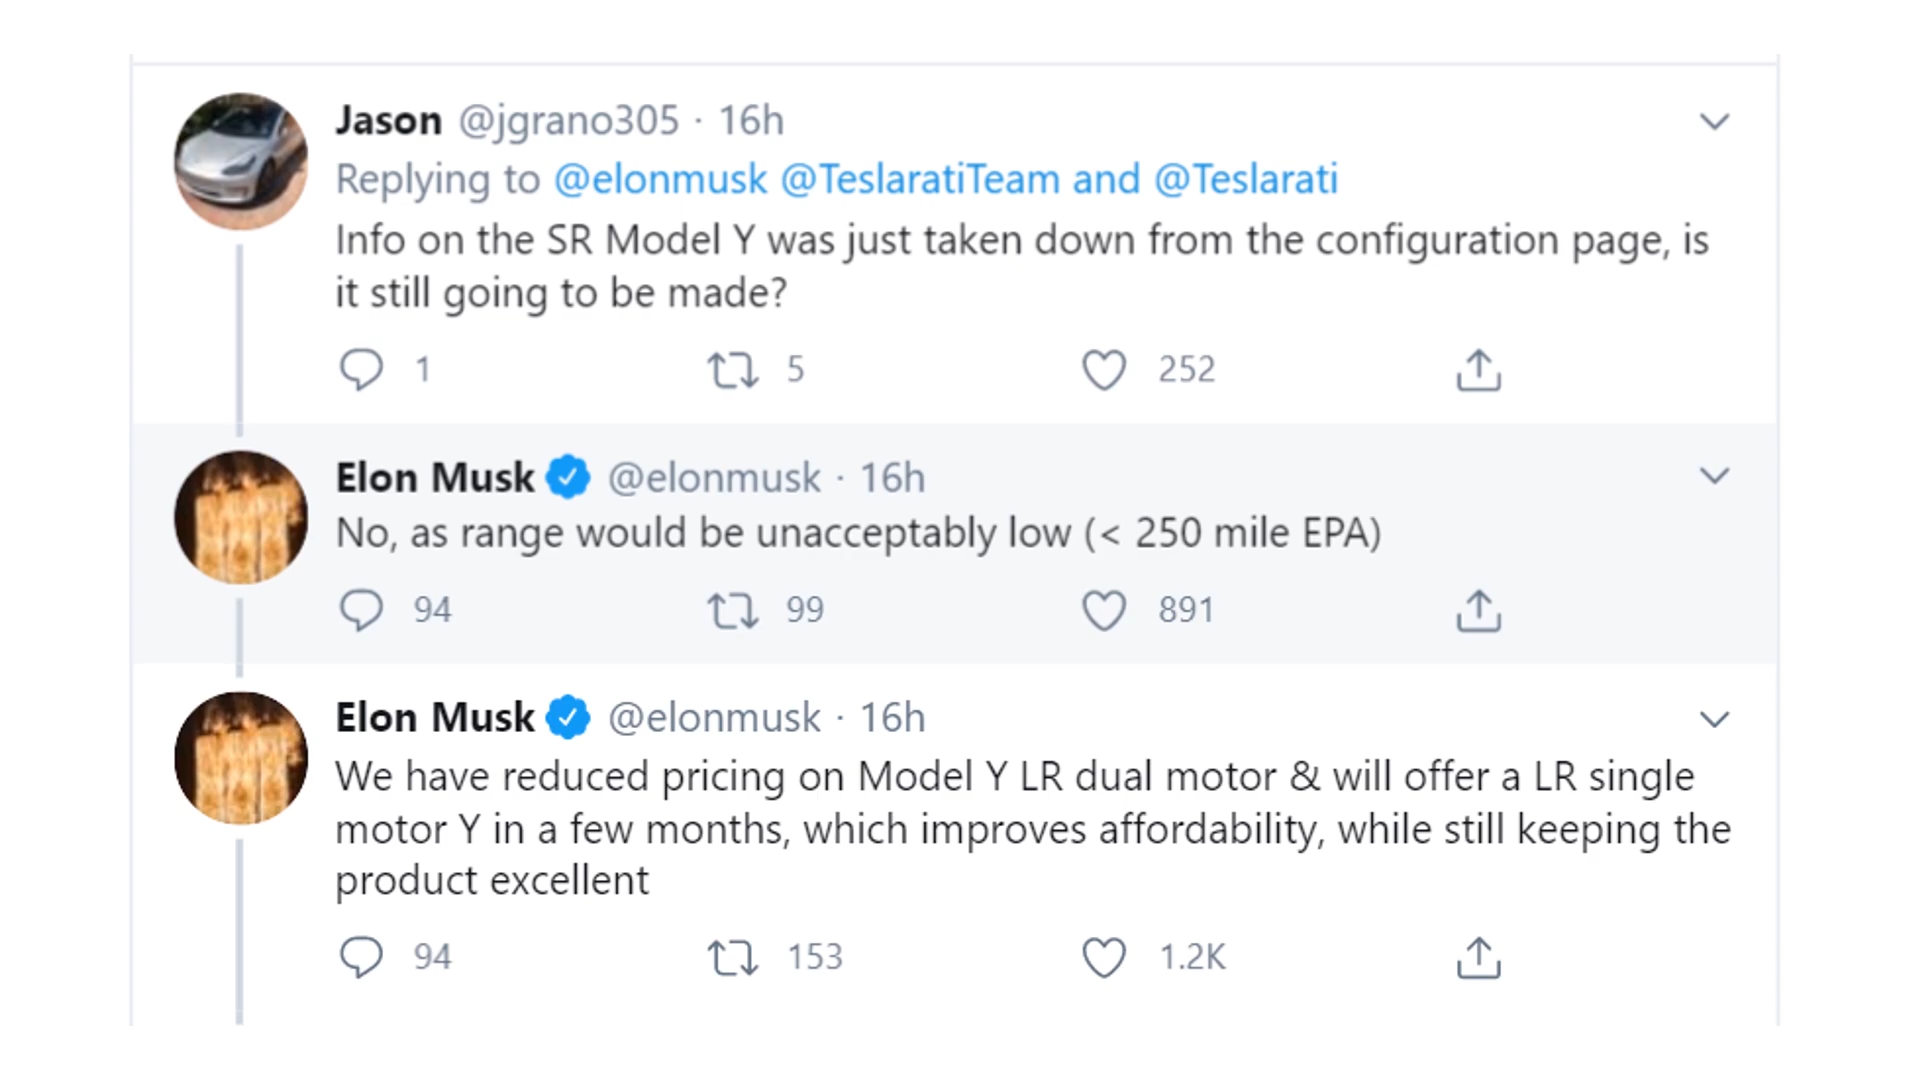 Jason @jgrano305 · 16h
Replying to @elonmusk @TeslaratiTeam and @Teslarati
Info on the SR Model Y was just taken down from the configuration page, is
it still going to be made?
1 5 252
Elon Musk @elonmusk · 16h
No, as range would be unacceptably low (< 250 mile EPA)
94 99 891
Elon Musk @elonmusk · 16h
We have reduced pricing on Model Y LR dual motor & will offer a LR single
motor Y in a few months, which improves affordability, while still keeping the
product excellent
94 153 1.2K